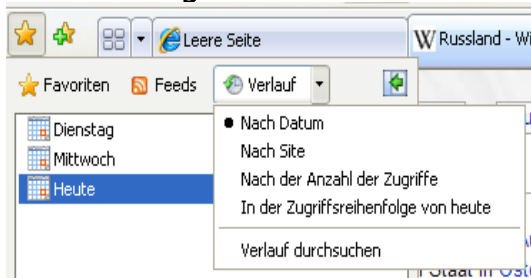 Leere Seite
W Russland - Wi
Favoriten Feeds Verlauf
Dienstag
Mittwoch
Heute
Nach Datum
Nach Site
Nach der Anzahl der Zugriffe
In der Zugriffsreihenfolge von heute
Verlauf durchsuchen
Staat in Ost